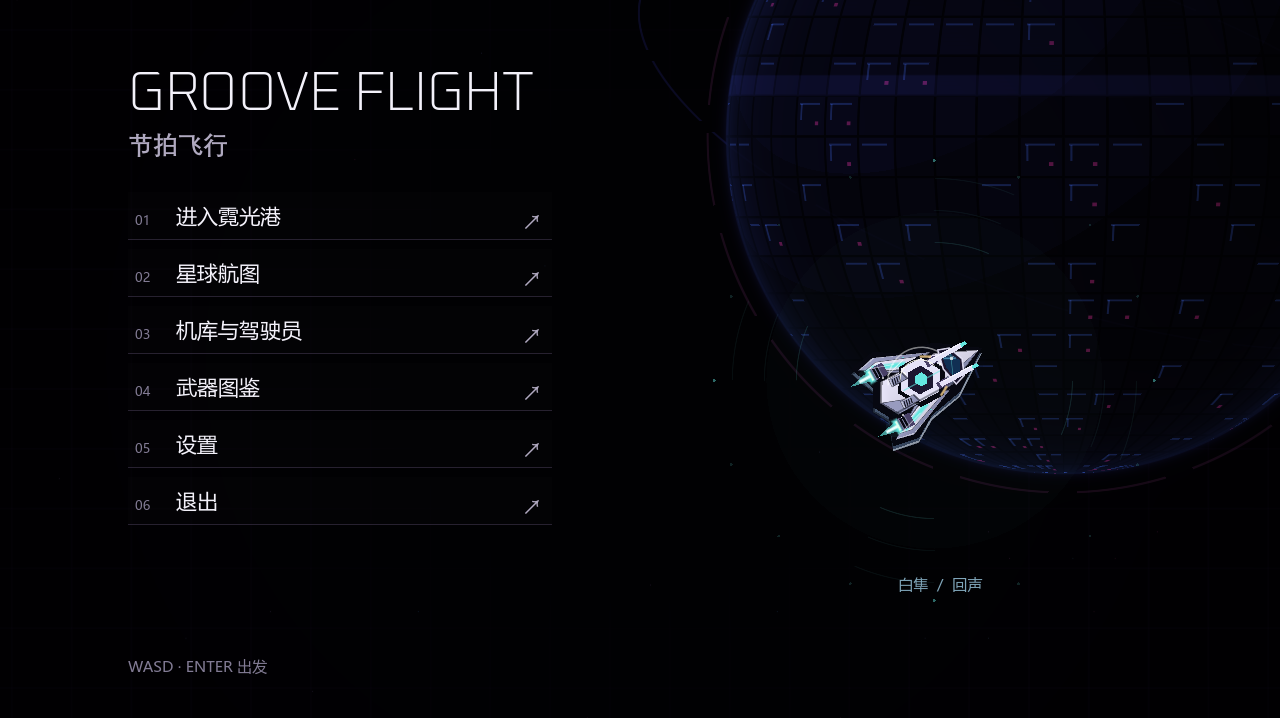 GROOVE FLIGHT
节拍飞行
01 进入霓光港 ↗
02 星球航图 ↗
03 机库与驾驶员 ↗
04 武器图鉴 ↗
05 设置 ↗
06 退出 ↗
白隼 / 回声
WASD · ENTER 出发